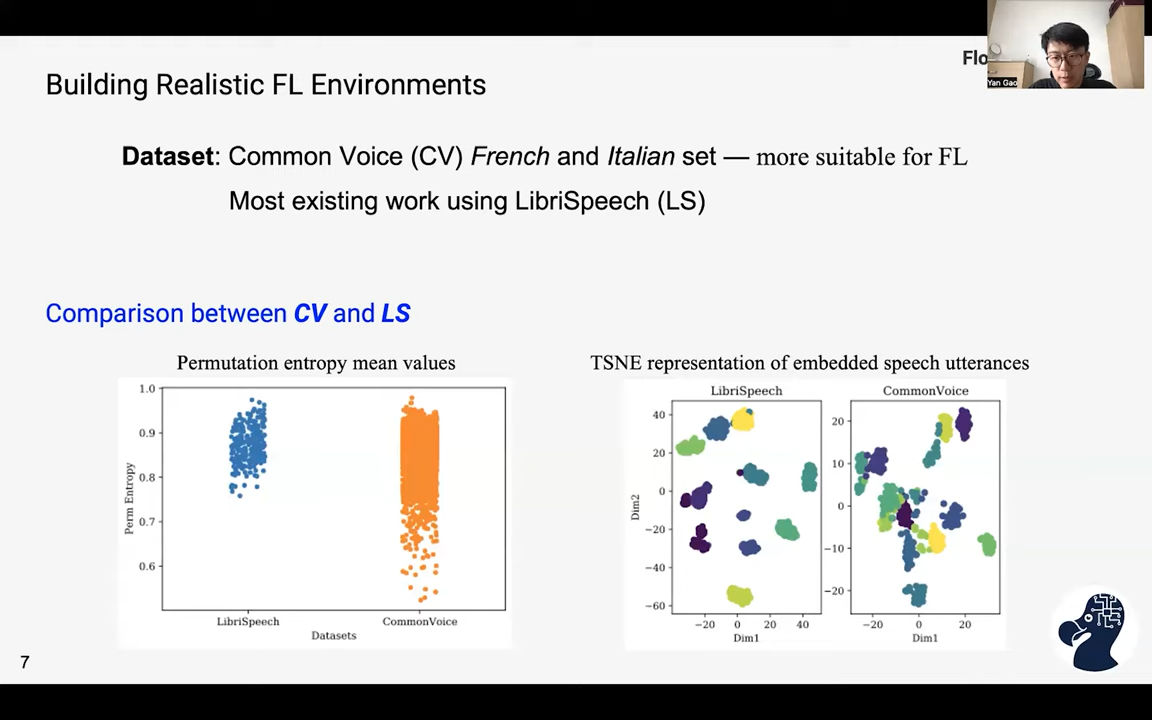 Flo
Yan Gao
Building Realistic FL Environments
Dataset: Common Voice (CV) French and Italian set — more suitable for FL
Most existing work using LibriSpeech (LS)
Comparison between CV and LS
Permutation entropy mean values
1.0
0.9
0.8
0.7
0.6
Perm Entropy
LibriSpeech
CommonVoice
Datasets
TSNE representation of embedded speech utterances
LibriSpeech
40
20
0
−20
−40
−60
Dim2
−20 0 20 40
Dim1
CommonVoice
20
10
0
−10
−20
−20 0 20
Dim1
7